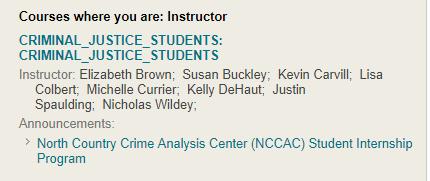 Courses where you are: Instructor
CRIMINAL_JUSTICE_STUDENTS:
CRIMINAL_JUSTICE_STUDENTS
Instructor: Elizabeth Brown;  Susan Buckley;  Kevin Carvill;  Lisa
Colbert;  Michelle Currier;  Kelly DeHaut;  Justin
Spaulding;  Nicholas Wildey;
Announcements:
North Country Crime Analysis Center (NCCAC) Student Internship
Program